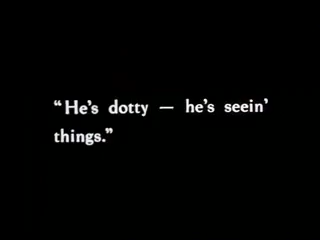 “He’s dotty — he’s seein’
things.”